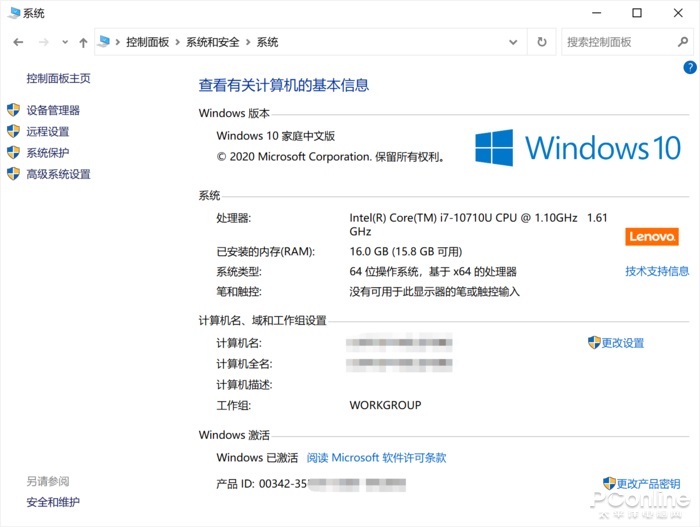 系统
控制面板 系统和安全 系统
搜索控制面板
控制面板主页
设备管理器
远程设置
系统保护
高级系统设置
另请参阅
安全和维护
查看有关计算机的基本信息
Windows 版本
Windows 10 家庭中文版
© 2020 Microsoft Corporation. 保留所有权利。
Windows 10
系统
处理器: Intel(R) Core(TM) i7-10710U CPU @ 1.10GHz 1.61
GHz
已安装的内存(RAM): 16.0 GB (15.8 GB 可用)
系统类型: 64 位操作系统，基于 x64 的处理器
笔和触控: 没有可用于此显示器的笔或触控输入
Lenovo.
技术支持信息
计算机名、域和工作组设置
计算机名:
更改设置
计算机全名:
计算机描述:
工作组: WORKGROUP
Windows 激活
Windows 已激活 阅读 Microsoft 软件许可条款
产品 ID: 00342-35
更改产品密钥
PConline
太平洋电脑网